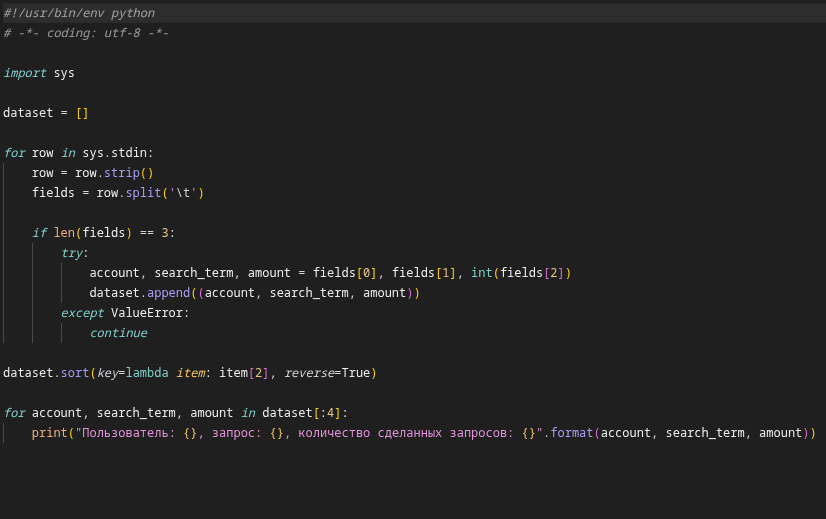 #!/usr/bin/env python
# -*- coding: utf-8 -*-
import sys
dataset = []
for row in sys.stdin:
    row = row.strip()
    fields = row.split('\t')
    if len(fields) == 3:
        try:
            account, search_term, amount = fields[0], fields[1], int(fields[2])
            dataset.append((account, search_term, amount))
        except ValueError:
            continue
dataset.sort(key=lambda item: item[2], reverse=True)
for account, search_term, amount in dataset[:4]:
    print("Пользователь: {}, запрос: {}, количество сделанных запросов: {}".format(account, search_term, amount))